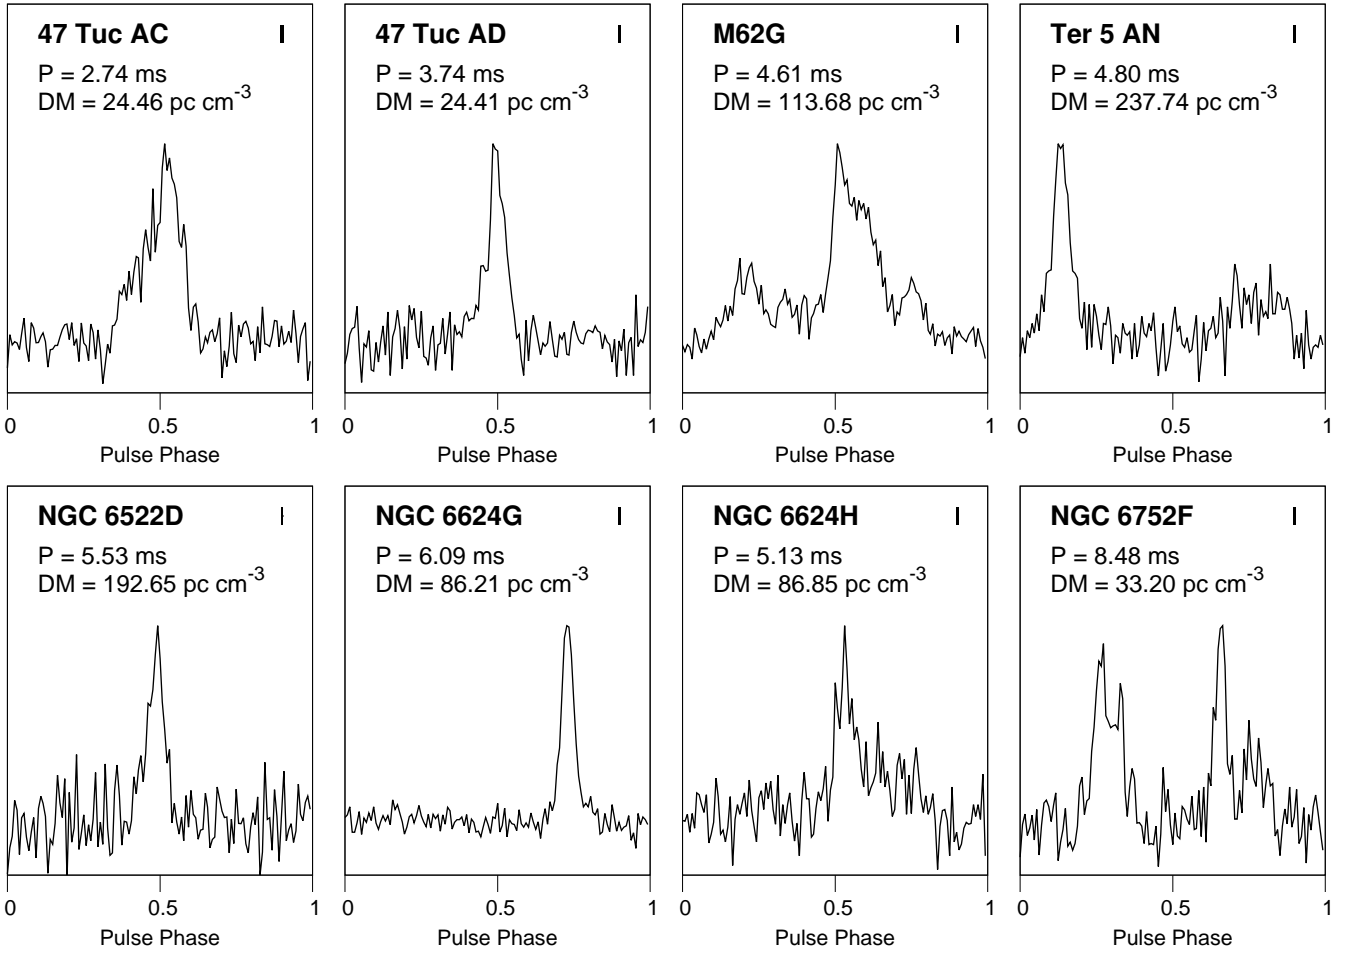 47 Tuc AC
P = 2.74 ms
DM = 24.46 pc cm-3
0 0.5 1
Pulse Phase
47 Tuc AD
P = 3.74 ms
DM = 24.41 pc cm-3
0 0.5 1
Pulse Phase
M62G
P = 4.61 ms
DM = 113.68 pc cm-3
0 0.5 1
Pulse Phase
Ter 5 AN
P = 4.80 ms
DM = 237.74 pc cm-3
0 0.5 1
Pulse Phase
NGC 6522D
P = 5.53 ms
DM = 192.65 pc cm-3
0 0.5 1
Pulse Phase
NGC 6624G
P = 6.09 ms
DM = 86.21 pc cm-3
0 0.5 1
Pulse Phase
NGC 6624H
P = 5.13 ms
DM = 86.85 pc cm-3
0 0.5 1
Pulse Phase
NGC 6752F
P = 8.48 ms
DM = 33.20 pc cm-3
0 0.5 1
Pulse Phase